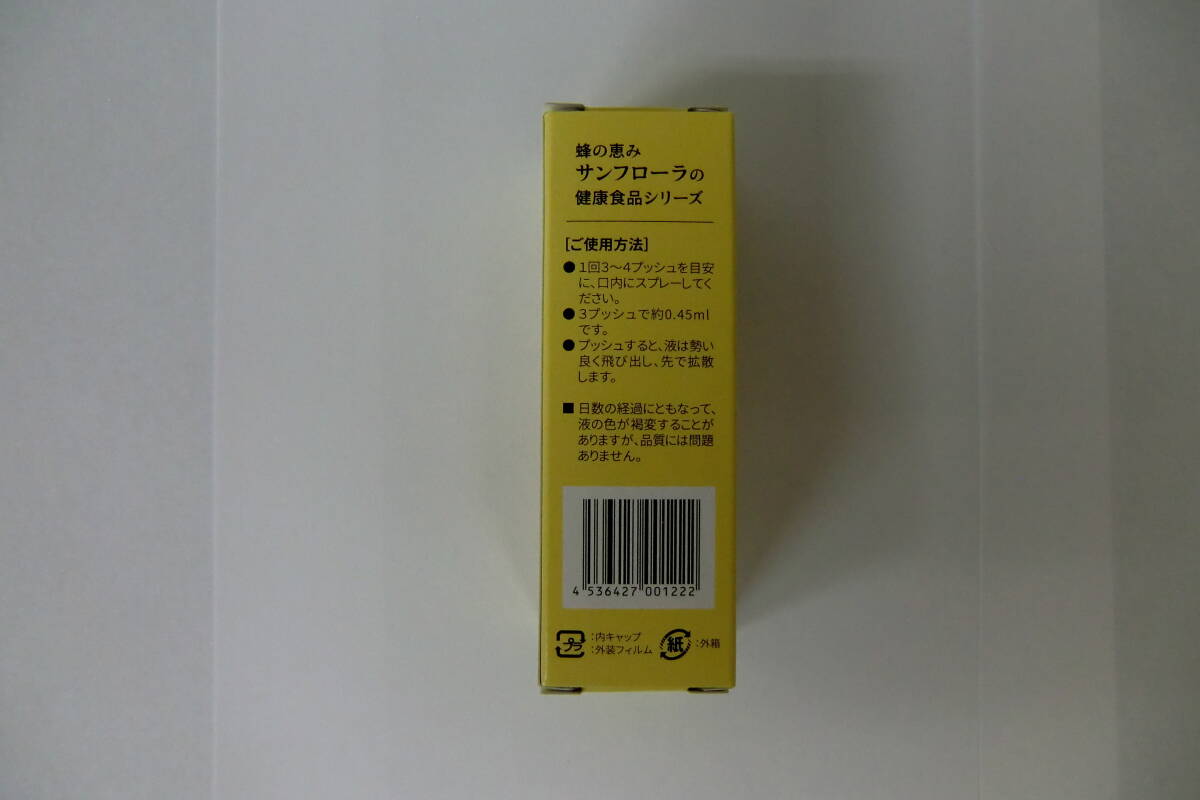 蜂の恵み
サンフローラの
健康食品シリーズ
[ご使用方法]
●1回3〜4プッシュを目安
に、口内にスプレーしてく
ださい。
●3プッシュで約0.45ml
です。
●プッシュすると、液は勢い
良く飛び出し、先で拡散
します。
■日数の経過にともなって、
液の色が褐変することが
ありますが、品質には問題
ありません。
4 536427 001222
プラ :内キャップ
:外装フィルム
紙 :外箱